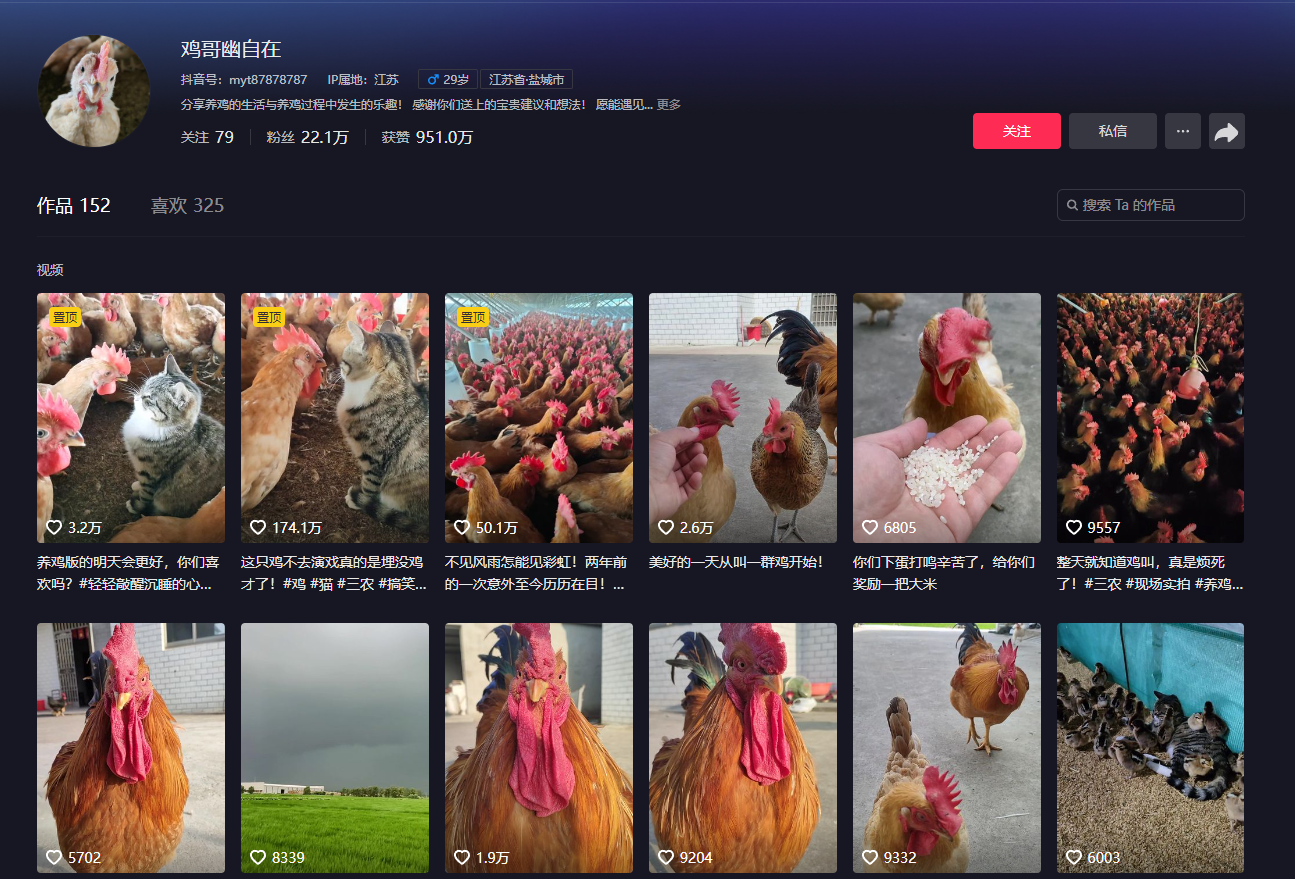 鸡哥幽自在
抖音号：myt87878787 IP属地：江苏 29岁 江苏省·盐城市
分享养鸡的生活与养鸡过程中发生的乐趣！ 感谢你们送上的宝贵建议和想法！ 愿能遇见... 更多
关注 79 粉丝 22.1万 获赞 951.0万
关注 私信 ···
作品 152 喜欢 325
搜索 Ta 的作品
视频
置顶 置顶 置顶
3.2万 174.1万 50.1万 2.6万 6805 9557
养鸡版的明天会更好，你们喜
欢吗？#轻轻敲醒沉睡的心...
这只鸡不去演戏真的是埋没鸡
才了！#鸡 #猫 #三农 #搞笑...
不见风雨怎能见彩虹！两年前
的一次意外至今历历在目！...
美好的一天从叫一群鸡开始！
你们下蛋打鸣辛苦了，给你们
奖励一把大米
整天就知道鸡叫，真是烦死
了！#三农 #现场实拍 #养鸡...
5702 8339 1.9万 9204 9332 6003